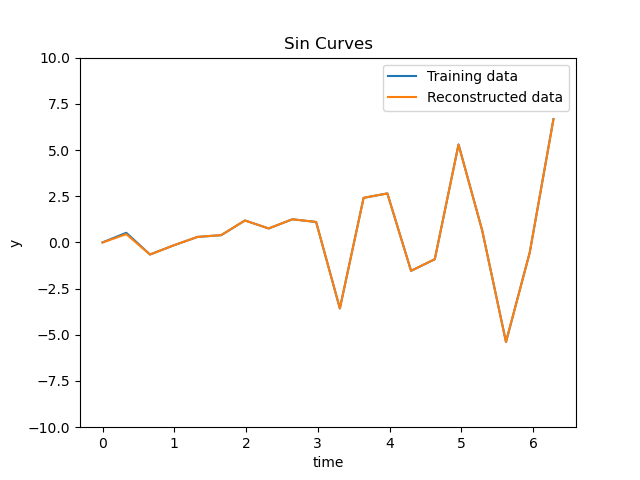 Sin Curves
Training data
Reconstructed data
10.0
7.5
5.0
2.5
0.0
−2.5
−5.0
−7.5
−10.0
y
0 1 2 3 4 5 6
time